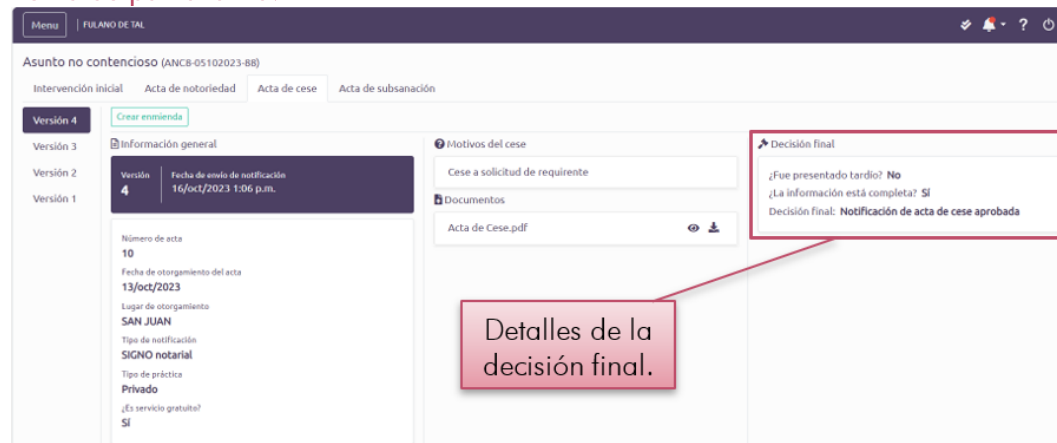 Menu FULANO DE TAL ?
Asunto no contencioso (ANC8-05102023-88)
Intervención inicial Acta de notoriedad Acta de cese Acta de subsanación
Versión 4
Versión 3
Versión 2
Versión 1
Crear enmienda
Información general
Versión
4
Fecha de envío de notificación
16/oct/2023 1:06 p.m.
Número de acta
10
Fecha de otorgamiento del acta
13/oct/2023
Lugar de otorgamiento
SAN JUAN
Tipo de notificación
SIGNO notarial
Tipo de práctica
Privado
¿Es servicio gratuito?
Sí
Motivos del cese
Cese a solicitud de requirente
Documentos
Acta de Cese.pdf
Decisión final
¿Fue presentado tardío? No
¿La información está completa? Sí
Decisión final: Notificación de acta de cese aprobada
Detalles de la
decisión final.